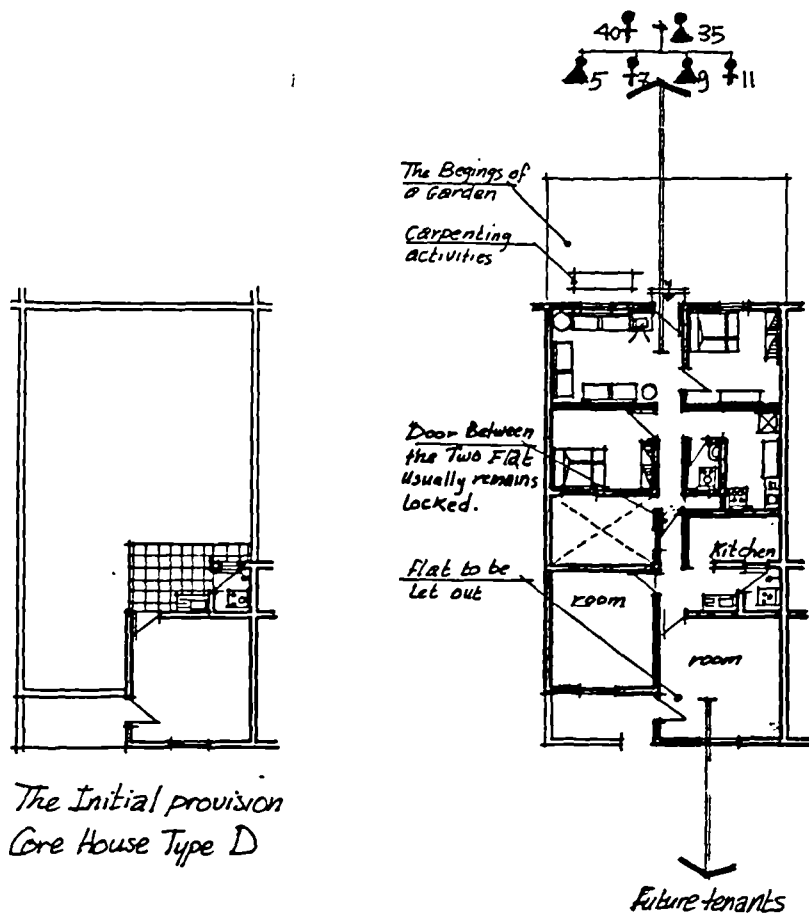 40 35
5 7 9 11
The Begings of
a Garden
Carpenting
activities
Door Between
the Two Flat
Usually remains
locked.
Kitchen
Flat to be
let out
room
room
The Initial provision
Core House Type D
Future tenants